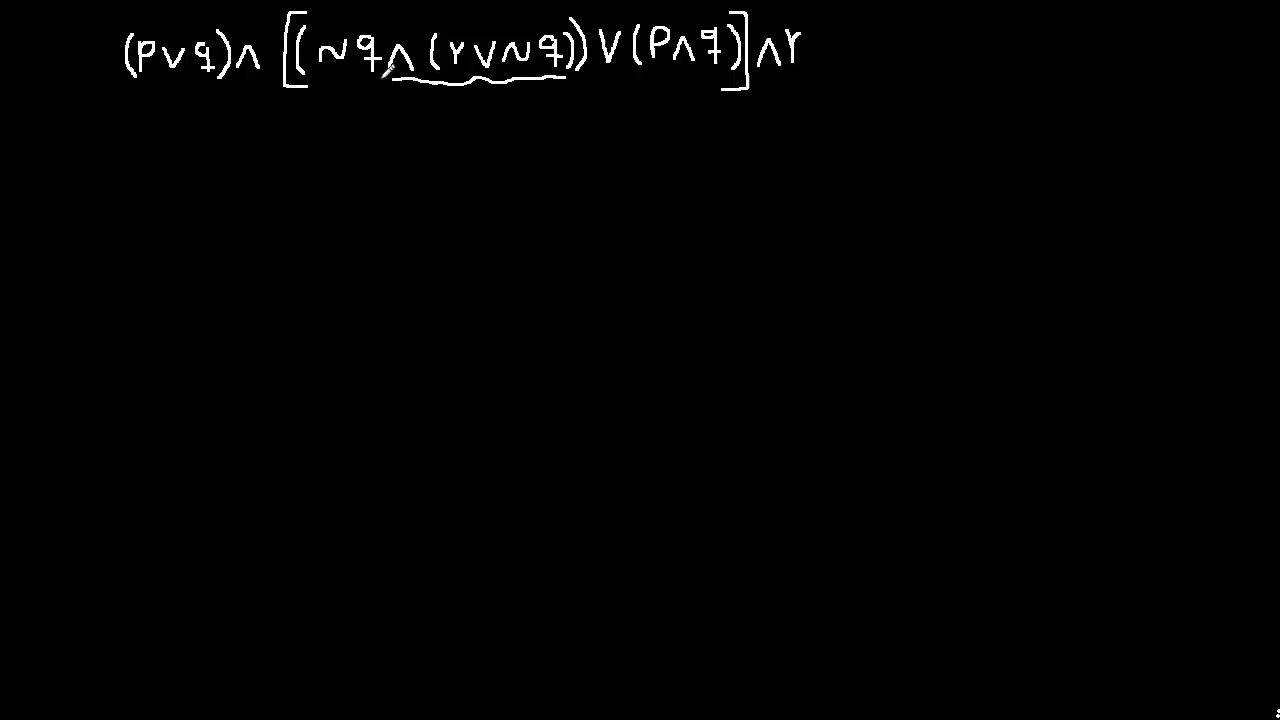 (p ∨ q) ∧ [(~ q ∧ (r ∨ ~ q)) ∨ (p ∧ q)] ∧ r